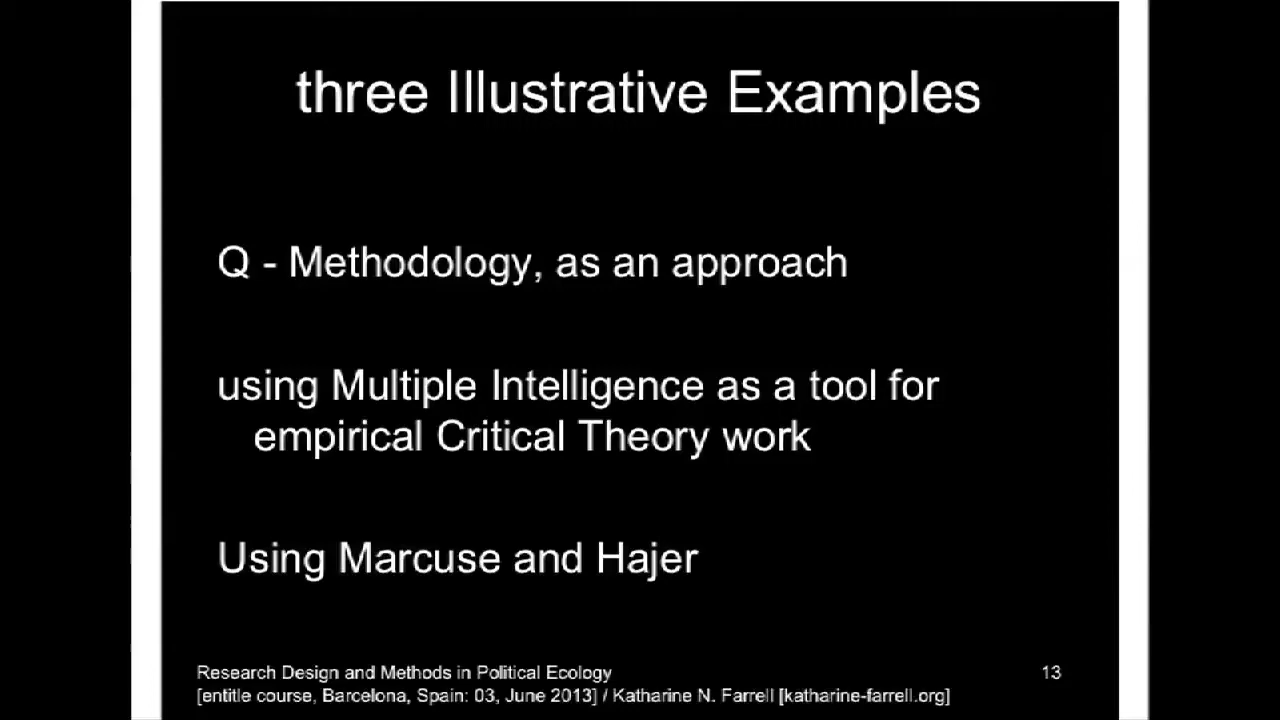 three Illustrative Examples
Q - Methodology, as an approach
using Multiple Intelligence as a tool for
empirical Critical Theory work
Using Marcuse and Hajer
Research Design and Methods in Political Ecology
13
[entitle course, Barcelona, Spain: 03, June 2013] / Katharine N. Farrell [katharine-farrell.org]